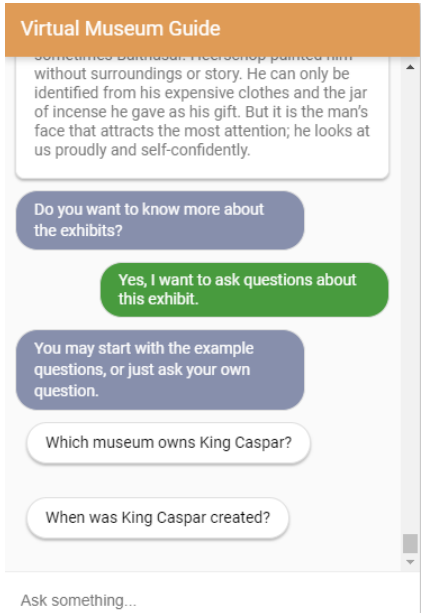 Virtual Museum Guide
sometimes Balthasar. Heerschop painted him
without surroundings or story. He can only be
identified from his expensive clothes and the jar
of incense he gave as his gift. But it is the man's
face that attracts the most attention; he looks at
us proudly and self-confidently.
Do you want to know more about
the exhibits?
Yes, I want to ask questions about
this exhibit.
You may start with the example
questions, or just ask your own
question.
Which museum owns King Caspar?
When was King Caspar created?
Ask something...